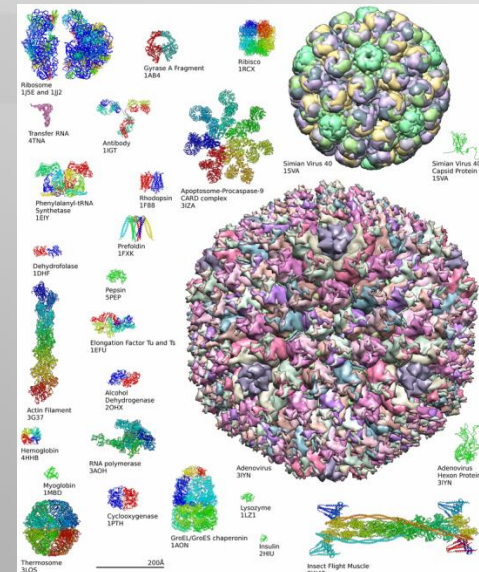 Ribosome
1J5E and 1JJ2
Gyrase A Fragment
1AB4
Ribisco
1RCX
Transfer RNA
4TNA
Antibody
1IGT
Simian Virus 40
1SVA
Simian Virus 40
Capsid Protein
1SVA
Phenylalanyl-tRNA
Synthetase
1EIY
Rhodopsin
1F88
Apoptosome-Procaspase-9
CARD complex
3IZA
Prefoldin
1FXK
Dehydrofolase
1DHF
Pepsin
5PEP
Elongation Factor Tu and Ts
1EFU
Actin Filament
3G37
Alcohol
Dehydrogenase
2OHX
Hemoglobin
4HHB
RNA polymerase
3AOH
Adenovirus
3IYN
Adenovirus
Hexon Protein
3IYN
Myoglobin
1MBD
Cyclooxygenase
1PTH
GroEL/GroES chaperonin
1AON
Lysozyme
1LZ1
Insulin
2HIU
Thermosome
3LOS
200Å
Insect Flight Muscle